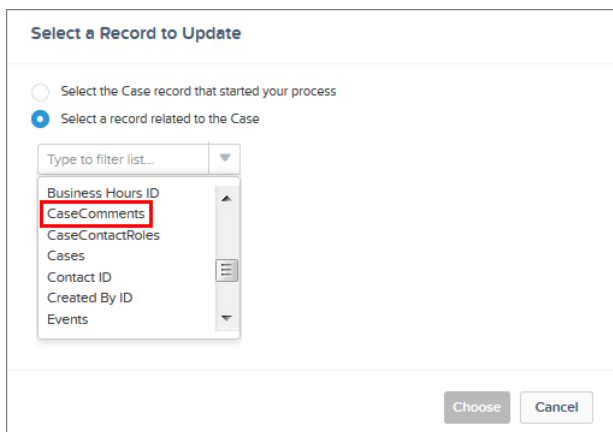 Select a Record to Update
Select the Case record that started your process
Select a record related to the Case
Type to filter list...
Business Hours ID
CaseComments
CaseContactRoles
Cases
Contact ID
Created By ID
Events
Choose
Cancel